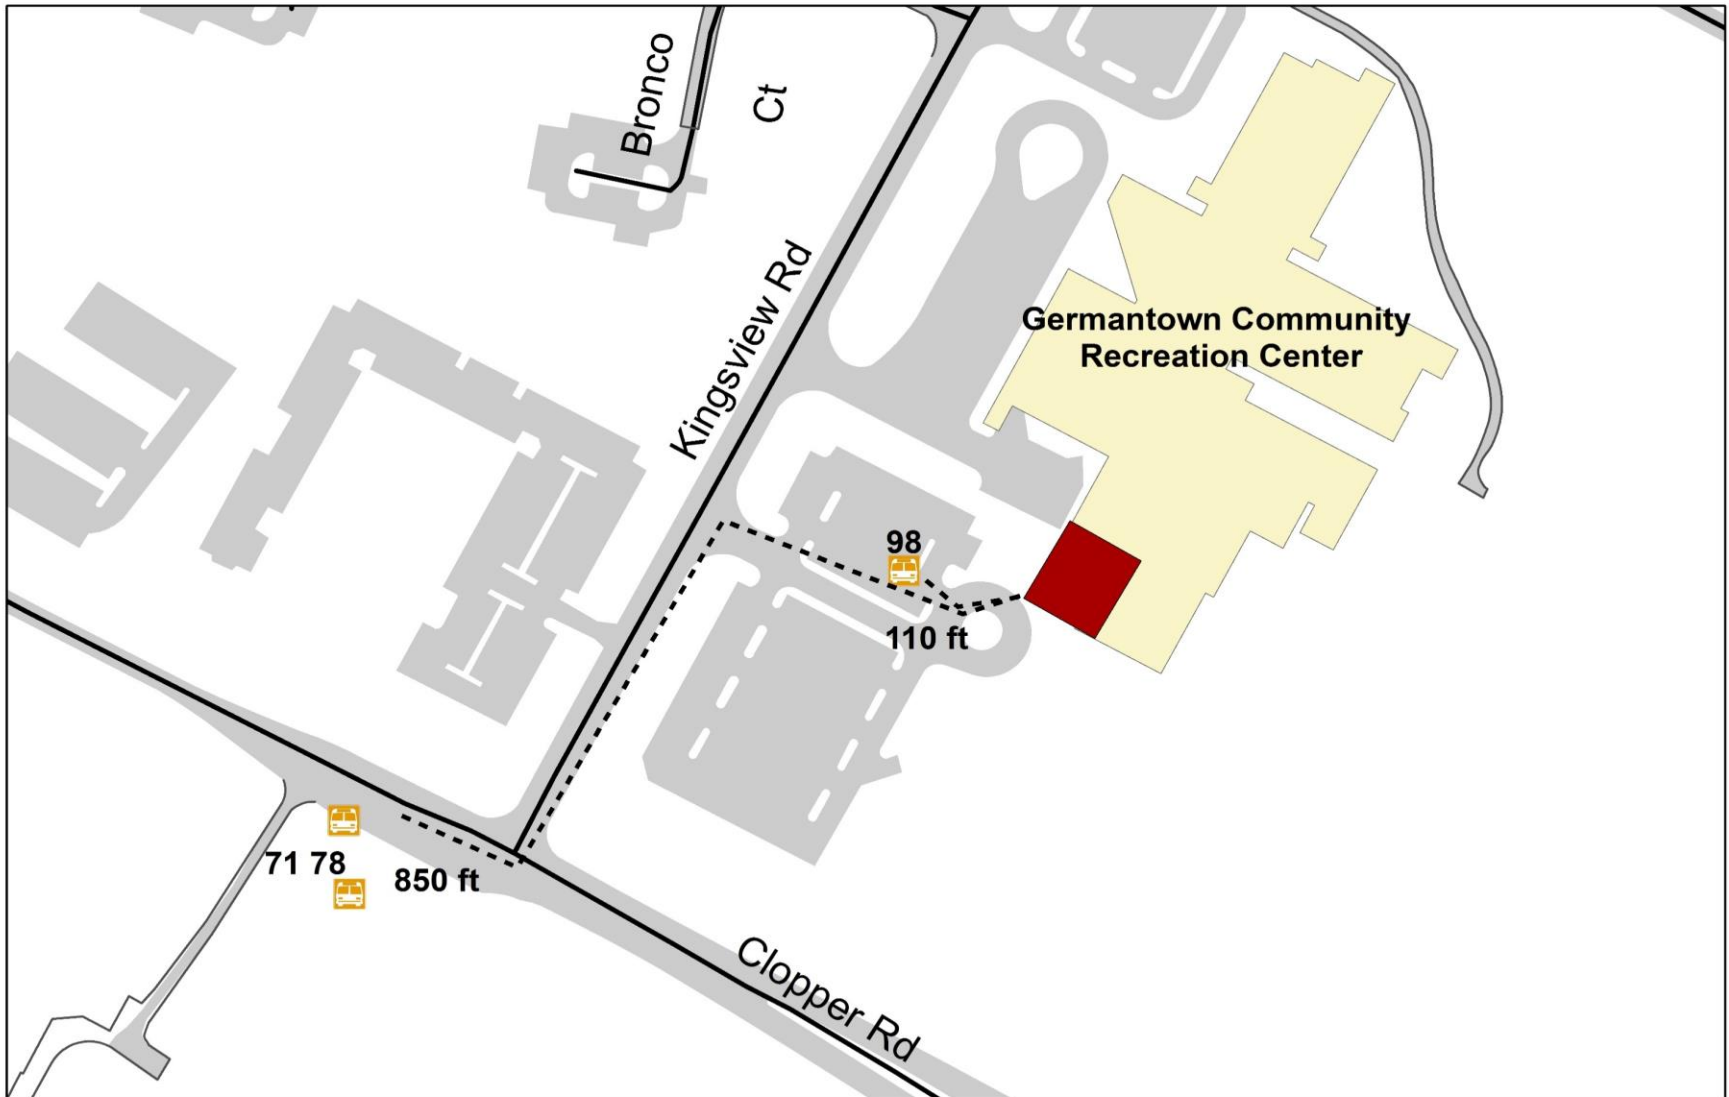 Bronco
Ct
Kingsview Rd
Germantown Community
Recreation Center
98
110 ft
71 78
850 ft
Clopper Rd